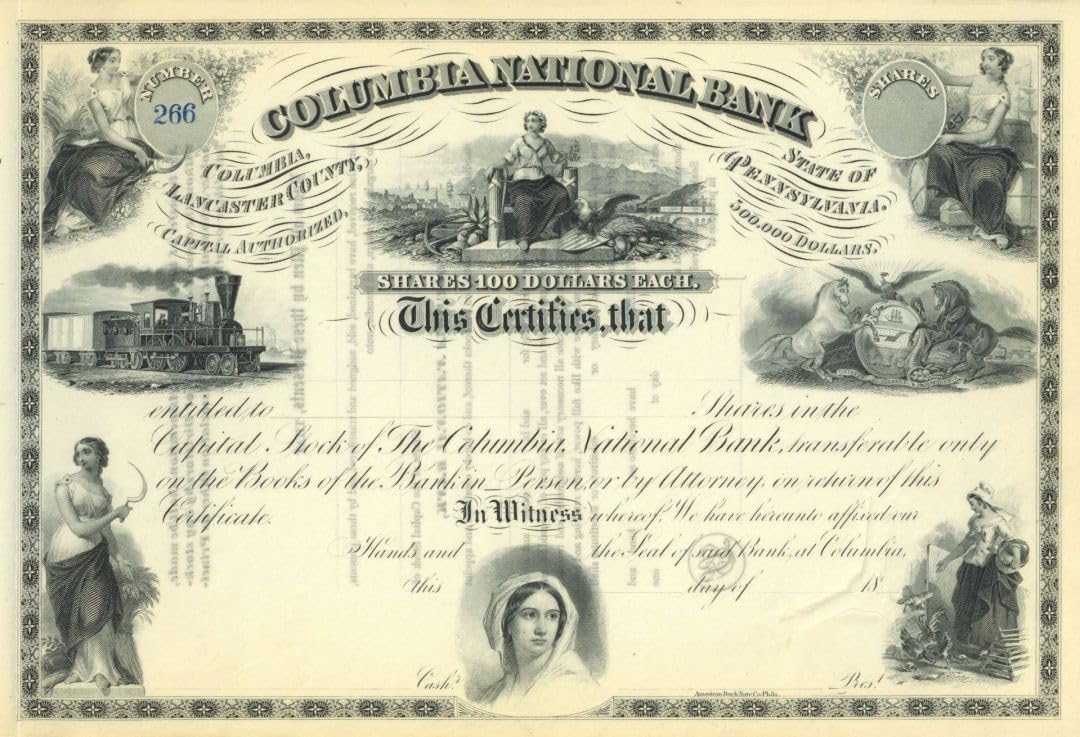 NUMBER
266
COLUMBIA NATIONAL BANK
SHARES
COLUMBIA,
LANCASTER COUNTY,
CAPITAL AUTHORIZED,
STATE OF
PENNSYLVANIA.
500,000 DOLLARS.
SHARES 100 DOLLARS EACH.
This Certifies, that
entitled to Shares in the
Capital Stock of The Columbia National Bank, transferable only
on the Books of the Bank in Person, or by Attorney, on return of this
Certificate. In Witness whereof, We have hereunto affixed our
Hands and the Seal of said Bank, at Columbia,
this day of 18
Cashr. Prest.
American Bank Note Co. Phila.